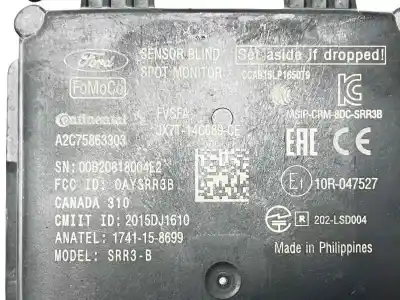 Ford
SENSOR BLIND
SPOT MONITOR
Set aside if dropped!
FoMoCo
CCAB15LP1650T9
Continental
FVSFA
JX7T-14C689-CE
MSIP-CRM-8DC-SRR3B
A2C75863303
SN: 00620818004E2
EAC CE
FCC ID: OAYSRR3B
E1 10R-047527
CANADA 310
CMIIT ID: 2015DJ1610
R 202-LSD004
ANATEL: 1741-15-8699
Made in Philippines
MODEL: SRR3-B